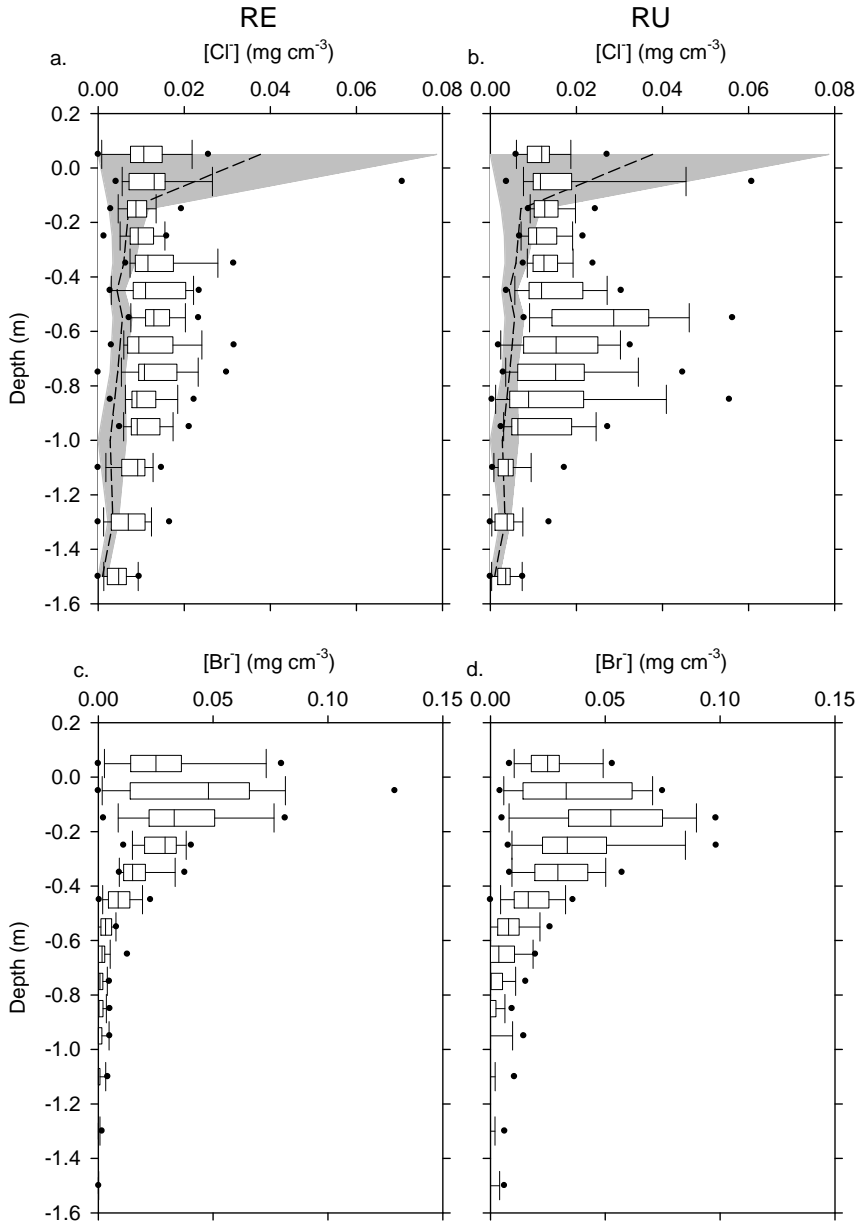 RE
RU
[Cl⁻] (mg cm⁻³)
[Cl⁻] (mg cm⁻³)
a.
b.
0.00 0.02 0.04 0.06 0.08
0.00 0.02 0.04 0.06 0.08
0.2
0.0
-0.2
-0.4
-0.6
-0.8
-1.0
-1.2
-1.4
-1.6
Depth (m)
[Br⁻] (mg cm⁻³)
[Br⁻] (mg cm⁻³)
c.
d.
0.00 0.05 0.10 0.15
0.00 0.05 0.10 0.15
0.2
0.0
-0.2
-0.4
-0.6
-0.8
-1.0
-1.2
-1.4
-1.6
Depth (m)